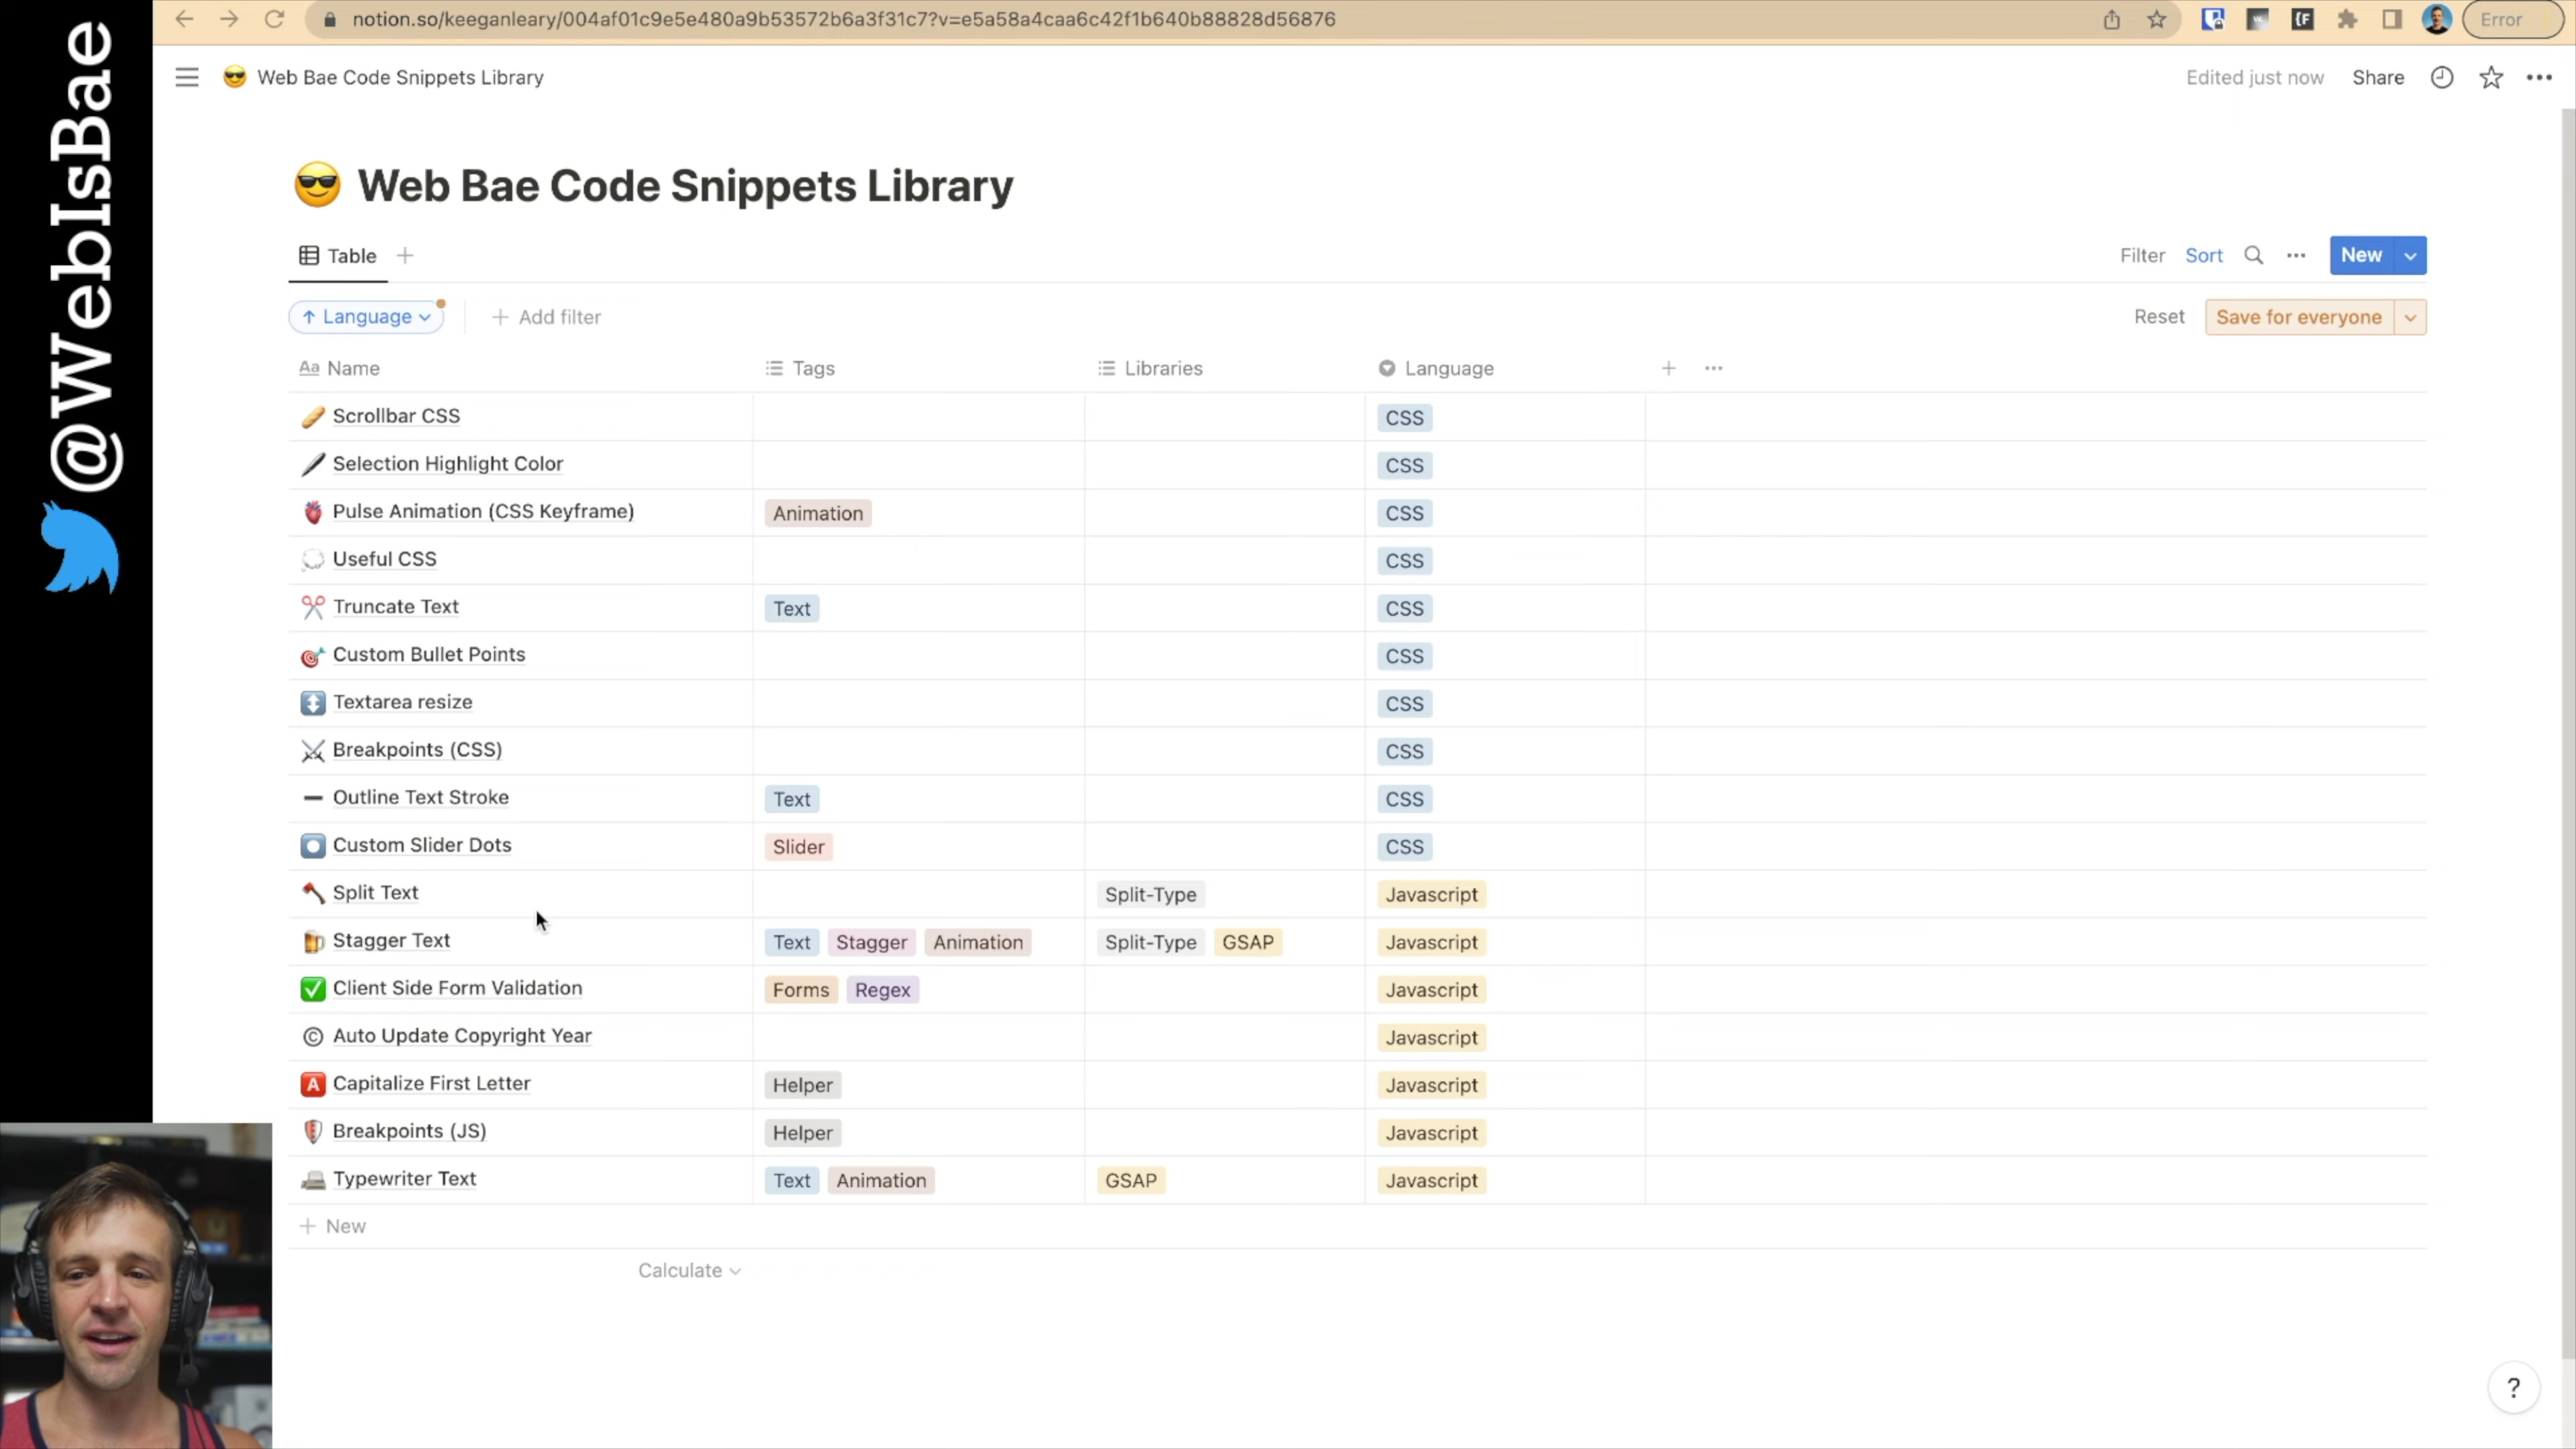 @WebIsBae
notion.so/keeganleary/004af01c9e5e480a9b53572b6a3f31c7?v=e5a58a4caa6c42f1b640b88828d56876
Error
😎 Web Bae Code Snippets Library
Edited just now Share
😎 Web Bae Code Snippets Library
Table
Filter Sort New
Language Add filter
Reset Save for everyone
Aa Name Tags Libraries Language
Scrollbar CSS CSS
Selection Highlight Color CSS
Pulse Animation (CSS Keyframe) Animation CSS
Useful CSS CSS
Truncate Text Text CSS
Custom Bullet Points CSS
Textarea resize CSS
Breakpoints (CSS) CSS
Outline Text Stroke Text CSS
Custom Slider Dots Slider CSS
Split Text Split-Type Javascript
Stagger Text Text Stagger Animation Split-Type GSAP Javascript
Client Side Form Validation Forms Regex Javascript
© Auto Update Copyright Year Javascript
A Capitalize First Letter Helper Javascript
Breakpoints (JS) Helper Javascript
Typewriter Text Text Animation GSAP Javascript
+ New
Calculate
?